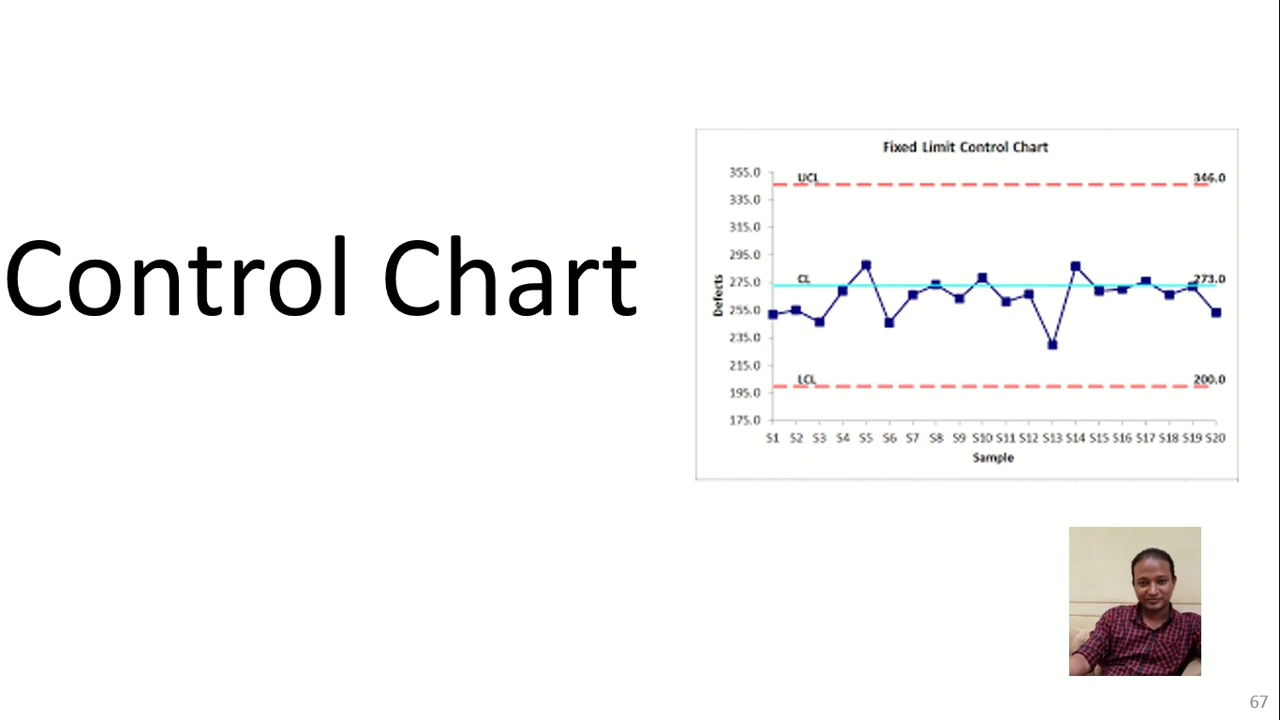 Control Chart
Fixed Limit Control Chart
355.0
UCL 346.0
335.0
315.0
295.0
CL 273.0
275.0
255.0
235.0
215.0
LCL 200.0
195.0
175.0
Defects
S1 S2 S3 S4 S5 S6 S7 S8 S9 S10 S11 S12 S13 S14 S15 S16 S17 S18 S19 S20
Sample
67